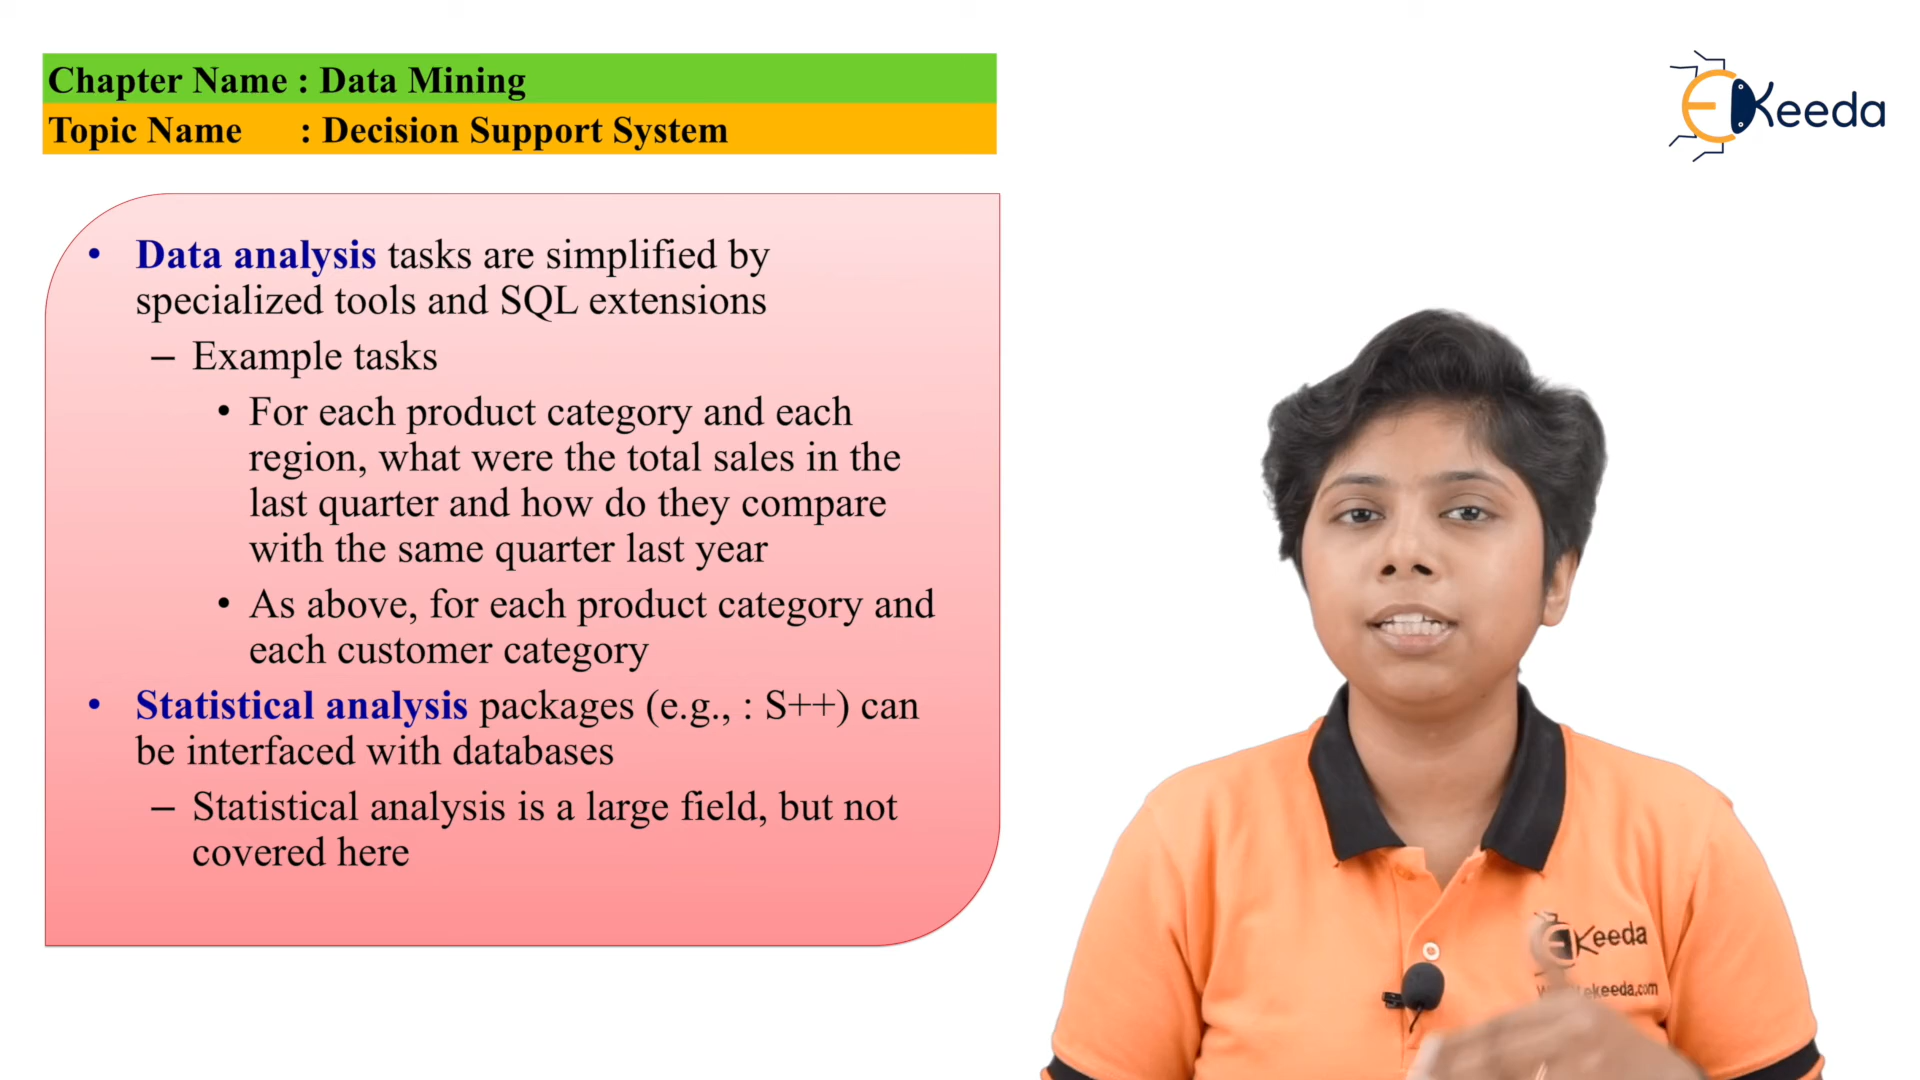 Chapter Name : Data Mining
Topic Name : Decision Support System
EKeeda
• Data analysis tasks are simplified by
specialized tools and SQL extensions
– Example tasks
• For each product category and each
region, what were the total sales in the
last quarter and how do they compare
with the same quarter last year
• As above, for each product category and
each customer category
• Statistical analysis packages (e.g., : S++) can
be interfaced with databases
– Statistical analysis is a large field, but not
covered here
EKeeda
ekeeda.com